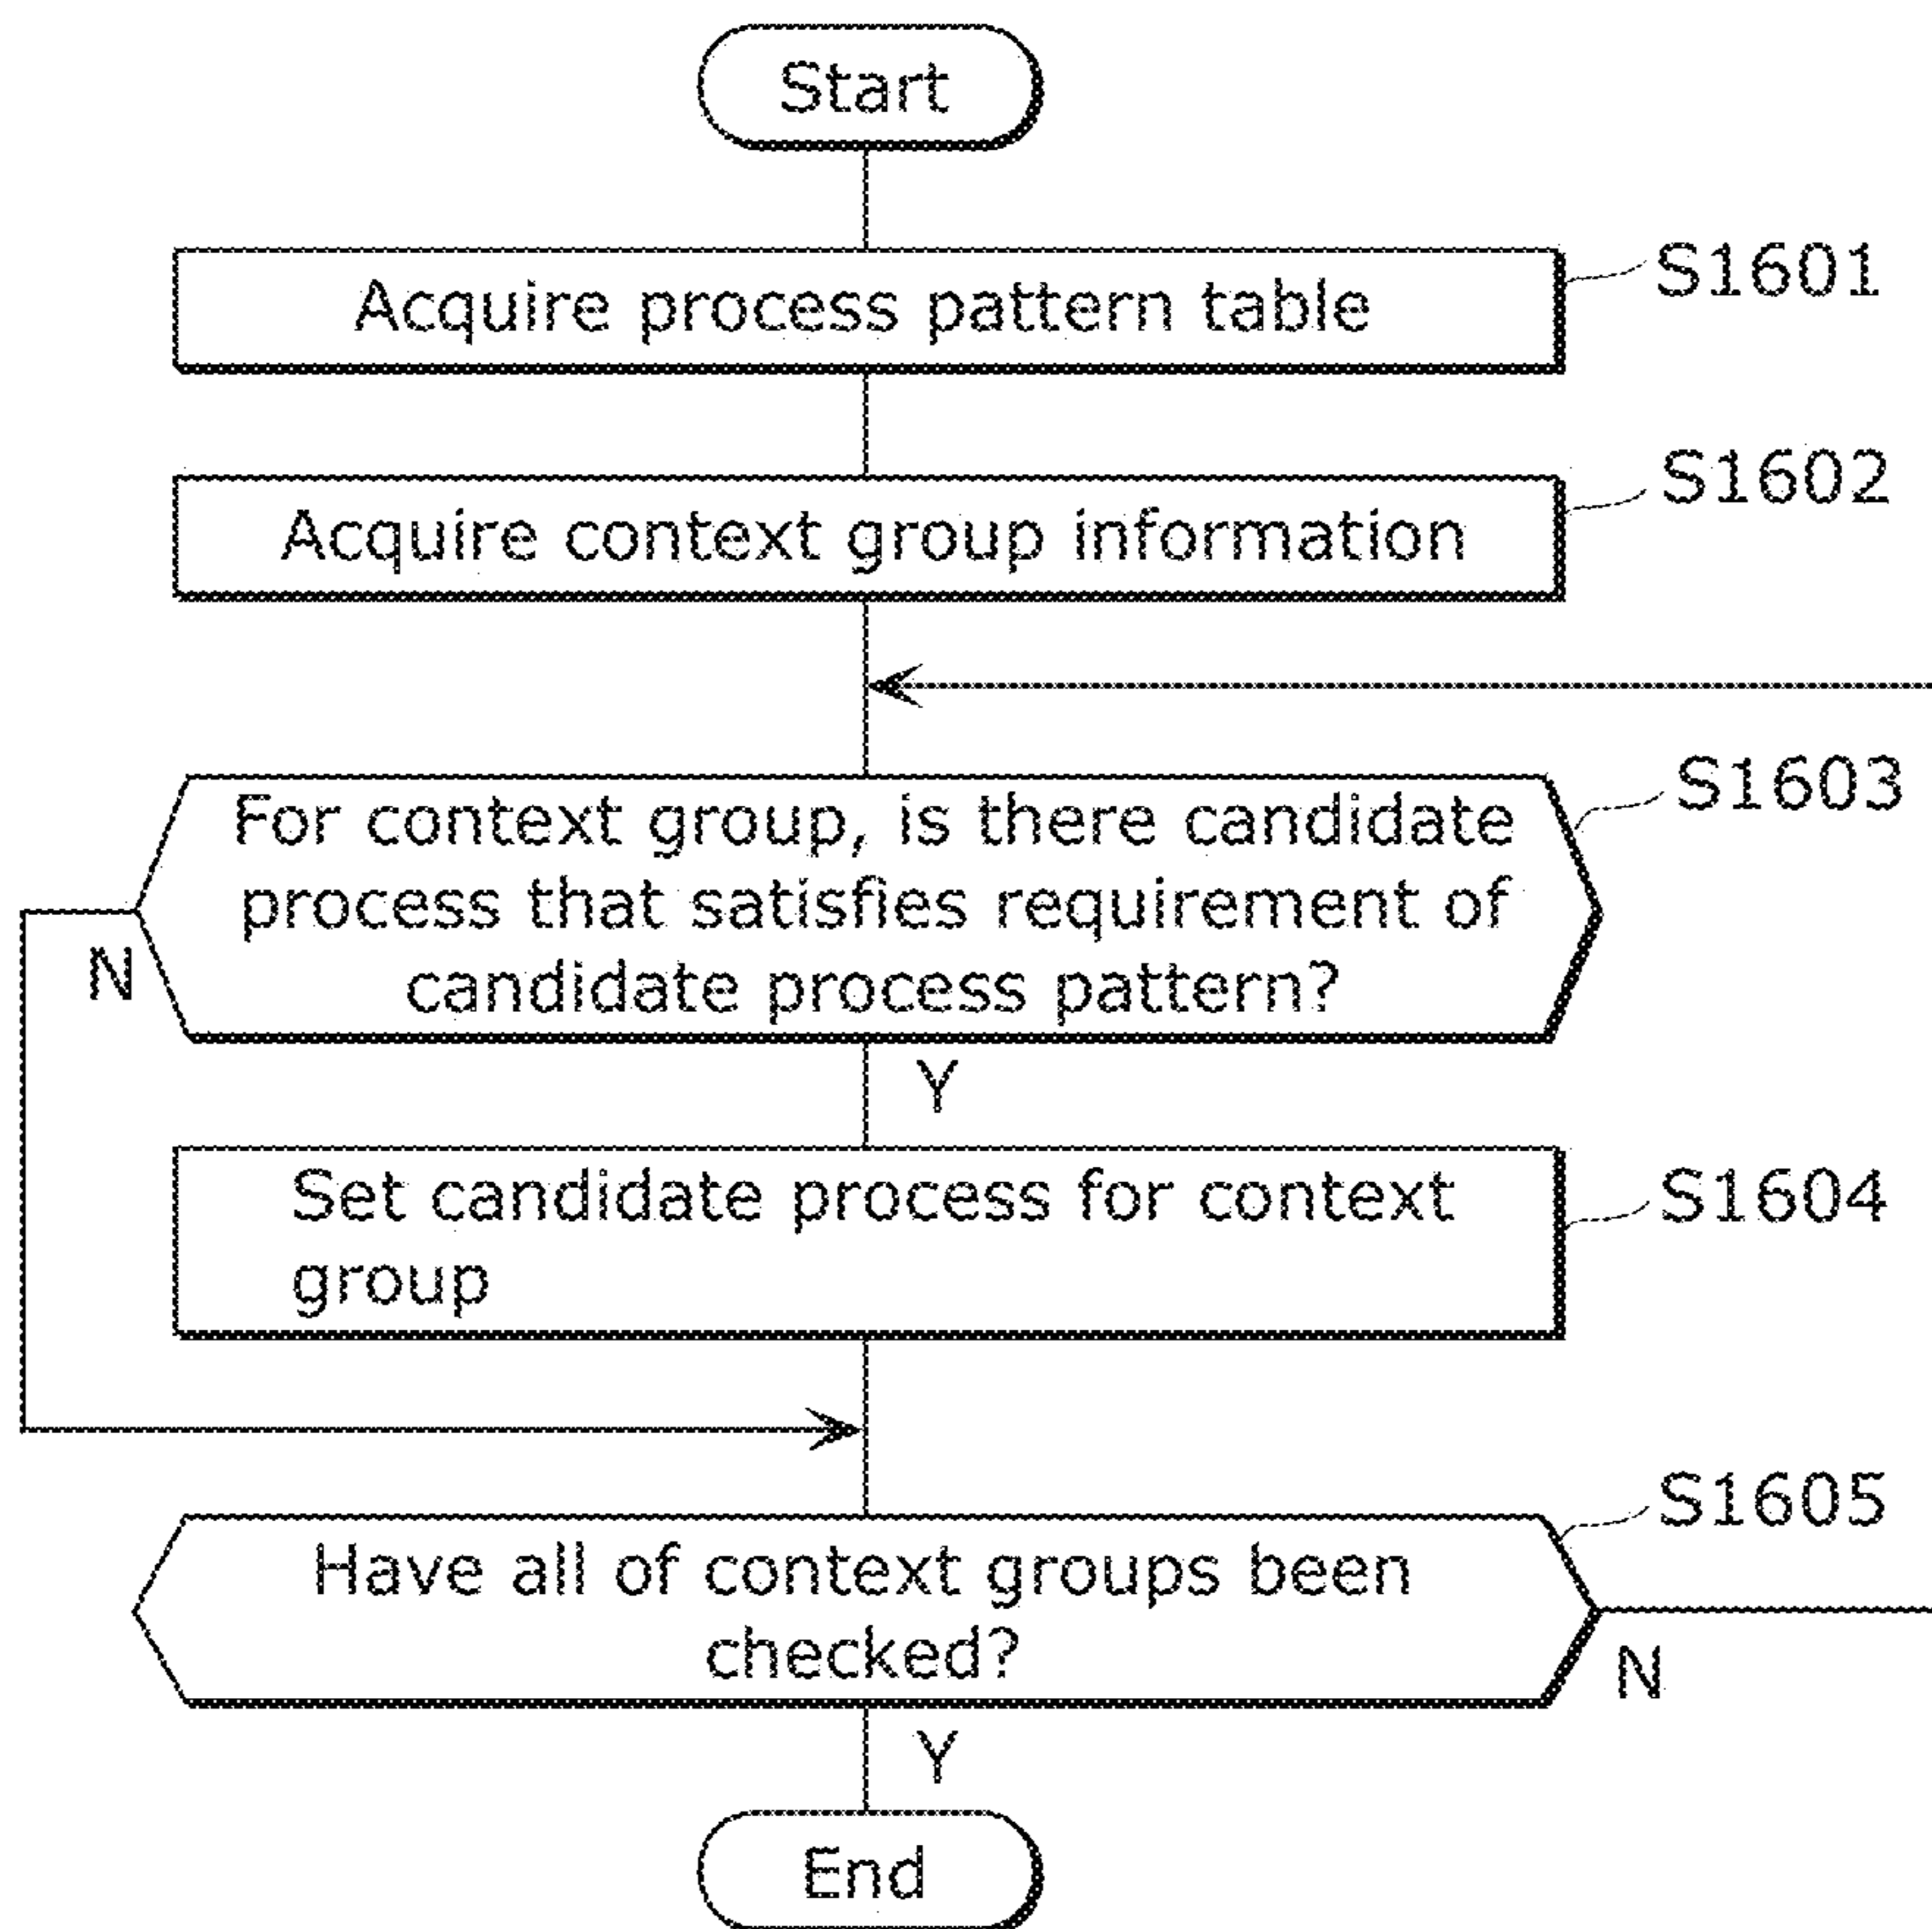 Start
Acquire process pattern table
S1601
Acquire context group information
S1602
For context group, is there candidate
process that satisfies requirement of
candidate process pattern?
S1603
N
Y
Set candidate process for context
group
S1604
Have all of context groups been
checked?
S1605
N
Y
End